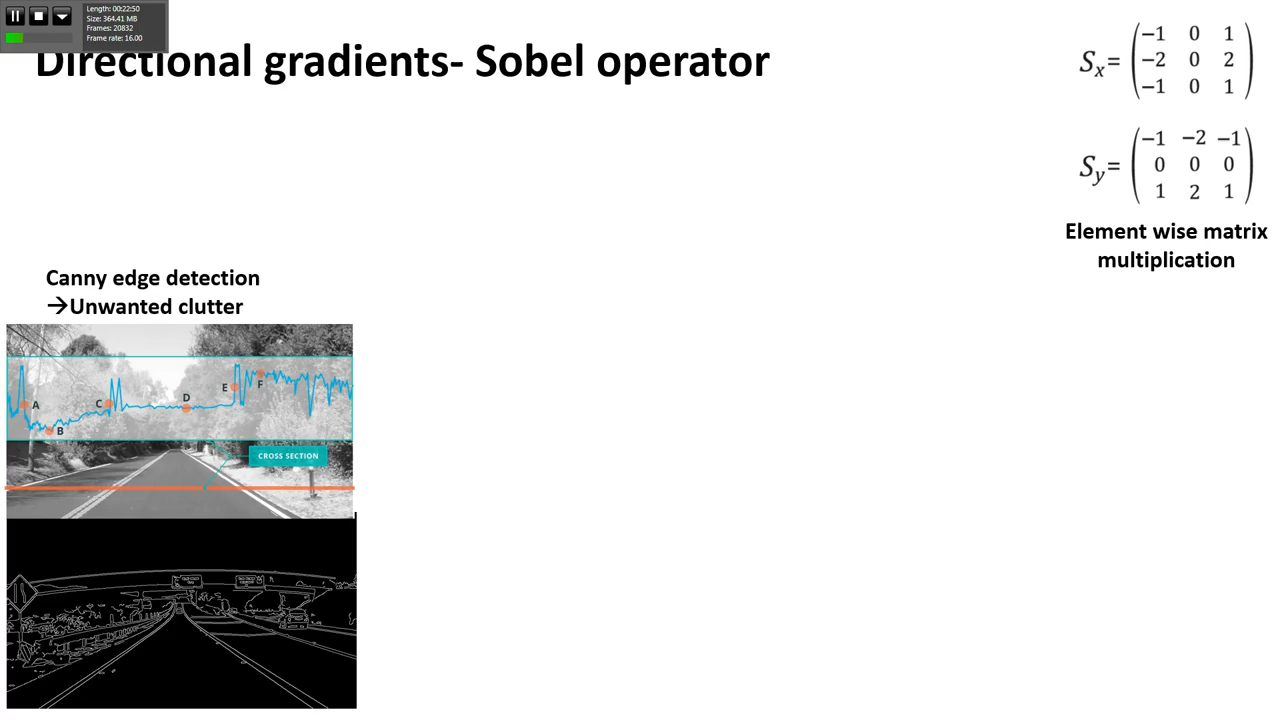 Length: 00:22:50
Size: 364.41 MB
Frames: 20832
Frame rate: 16.00
Directional gradients- Sobel operator
Sx= (−1 0 1
−2 0 2
−1 0 1)
Sy= (−1 −2 −1
0 0 0
1 2 1)
Element wise matrix
multiplication
Canny edge detection
→Unwanted clutter
A
B
C
D
E
F
CROSS SECTION